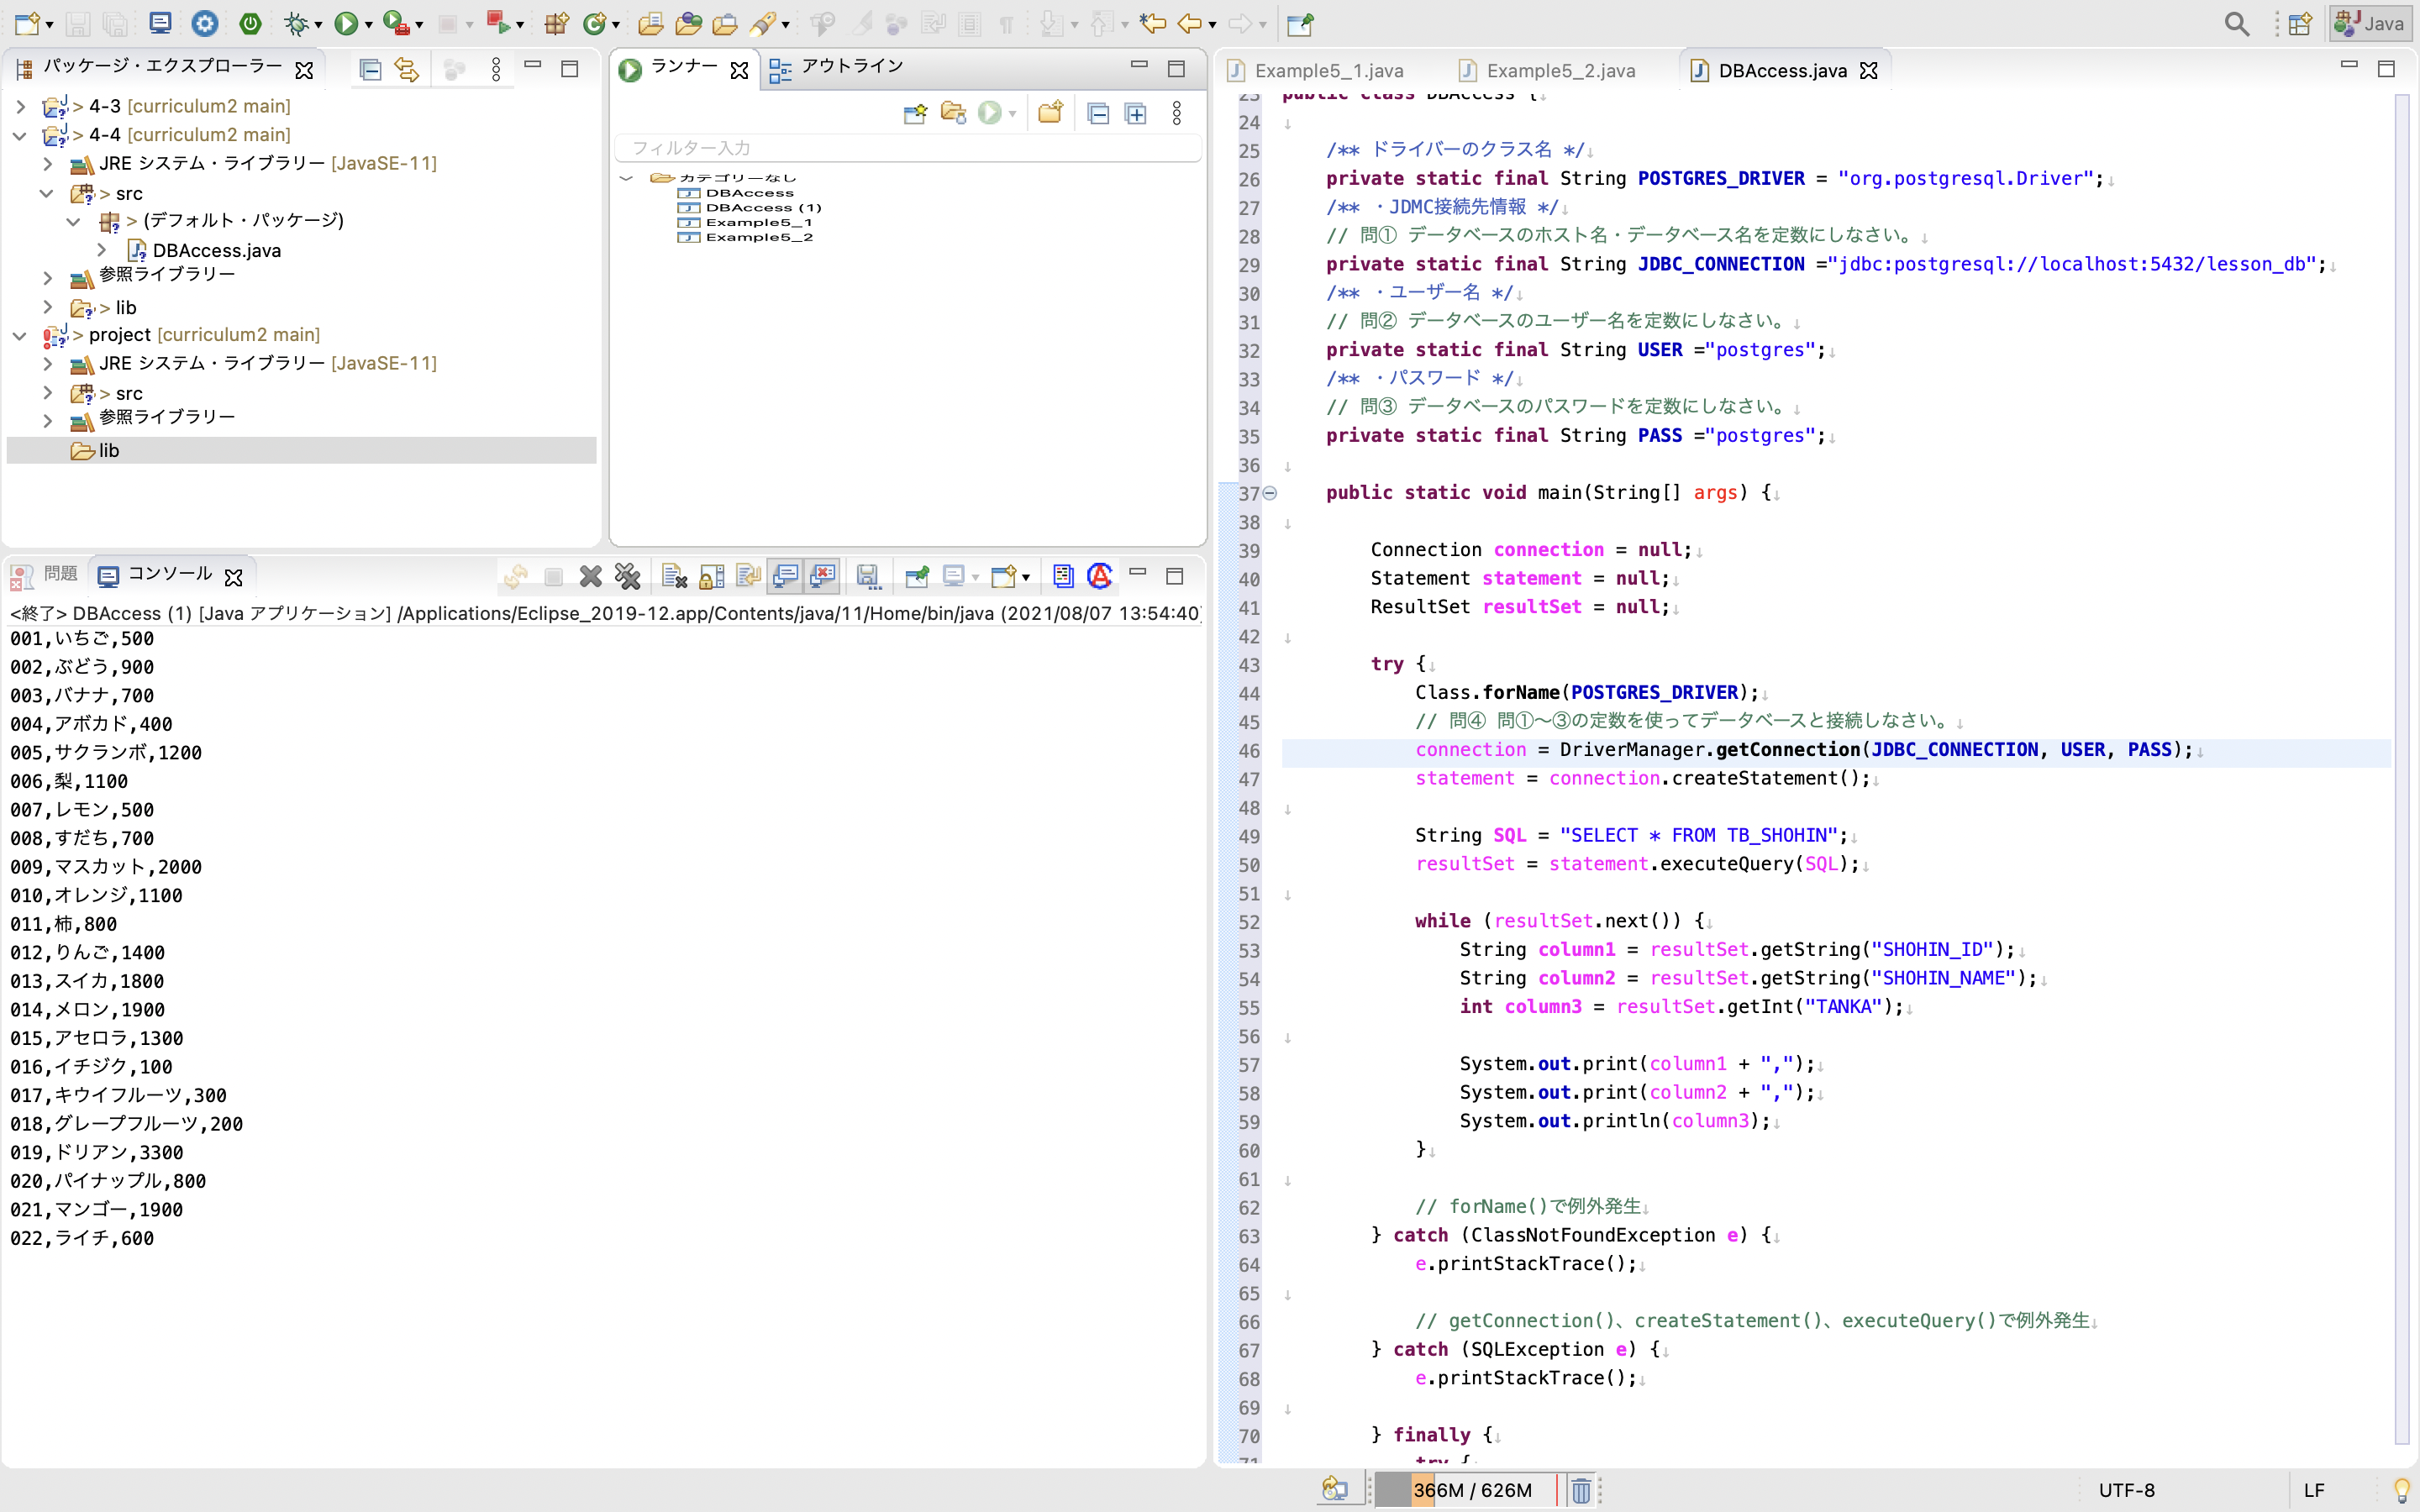 Java
パッケージ・エクスプローラー
> 4-3 [curriculum2 main]
> 4-4 [curriculum2 main]
JRE システム・ライブラリー [JavaSE-11]
> src
> (デフォルト・パッケージ)
DBAccess.java
参照ライブラリー
> lib
> project [curriculum2 main]
JRE システム・ライブラリー [JavaSE-11]
> src
参照ライブラリー
lib
ランナー アウトライン
フィルター入力
カテゴリーなし
DBAccess
DBAccess (1)
Example5_1
Example5_2
問題 コンソール
<終了> DBAccess (1) [Java アプリケーション] /Applications/Eclipse_2019-12.app/Contents/java/11/Home/bin/java (2021/08/07 13:54:40)
001,いちご,500
002,ぶどう,900
003,バナナ,700
004,アボカド,400
005,サクランボ,1200
006,梨,1100
007,レモン,500
008,すだち,700
009,マスカット,2000
010,オレンジ,1100
011,柿,800
012,りんご,1400
013,スイカ,1800
014,メロン,1900
015,アセロラ,1300
016,イチジク,100
017,キウイフルーツ,300
018,グレープフルーツ,200
019,ドリアン,3300
020,パイナップル,800
021,マンゴー,1900
022,ライチ,600
Example5_1.java Example5_2.java DBAccess.java
23 public class DBAccess {↓
24 ↓
25 /** ドライバーのクラス名 */↓
26 private static final String POSTGRES_DRIVER = "org.postgresql.Driver";↓
27 /** ・JDMC接続先情報 */↓
28 // 問① データベースのホスト名・データベース名を定数にしなさい。↓
29 private static final String JDBC_CONNECTION ="jdbc:postgresql://localhost:5432/lesson_db";↓
30 /** ・ユーザー名 */↓
31 // 問② データベースのユーザー名を定数にしなさい。↓
32 private static final String USER ="postgres";↓
33 /** ・パスワード */↓
34 // 問③ データベースのパスワードを定数にしなさい。↓
35 private static final String PASS ="postgres";↓
36 ↓
37 public static void main(String[] args) {↓
38 ↓
39 Connection connection = null;↓
40 Statement statement = null;↓
41 ResultSet resultSet = null;↓
42 ↓
43 try {↓
44 Class.forName(POSTGRES_DRIVER);↓
45 // 問④ 問①〜③の定数を使ってデータベースと接続しなさい。↓
46 connection = DriverManager.getConnection(JDBC_CONNECTION, USER, PASS);↓
47 statement = connection.createStatement();↓
48 ↓
49 String SQL = "SELECT * FROM TB_SHOHIN";↓
50 resultSet = statement.executeQuery(SQL);↓
51 ↓
52 while (resultSet.next()) {↓
53 String column1 = resultSet.getString("SHOHIN_ID");↓
54 String column2 = resultSet.getString("SHOHIN_NAME");↓
55 int column3 = resultSet.getInt("TANKA");↓
56 ↓
57 System.out.print(column1 + ",");↓
58 System.out.print(column2 + ",");↓
59 System.out.println(column3);↓
60 }↓
61 ↓
62 // forName()で例外発生↓
63 } catch (ClassNotFoundException e) {↓
64 e.printStackTrace();↓
65 ↓
66 // getConnection()、createStatement()、executeQuery()で例外発生↓
67 } catch (SQLException e) {↓
68 e.printStackTrace();↓
69 ↓
70 } finally {↓
71 try {
366M / 626M UTF-8 LF